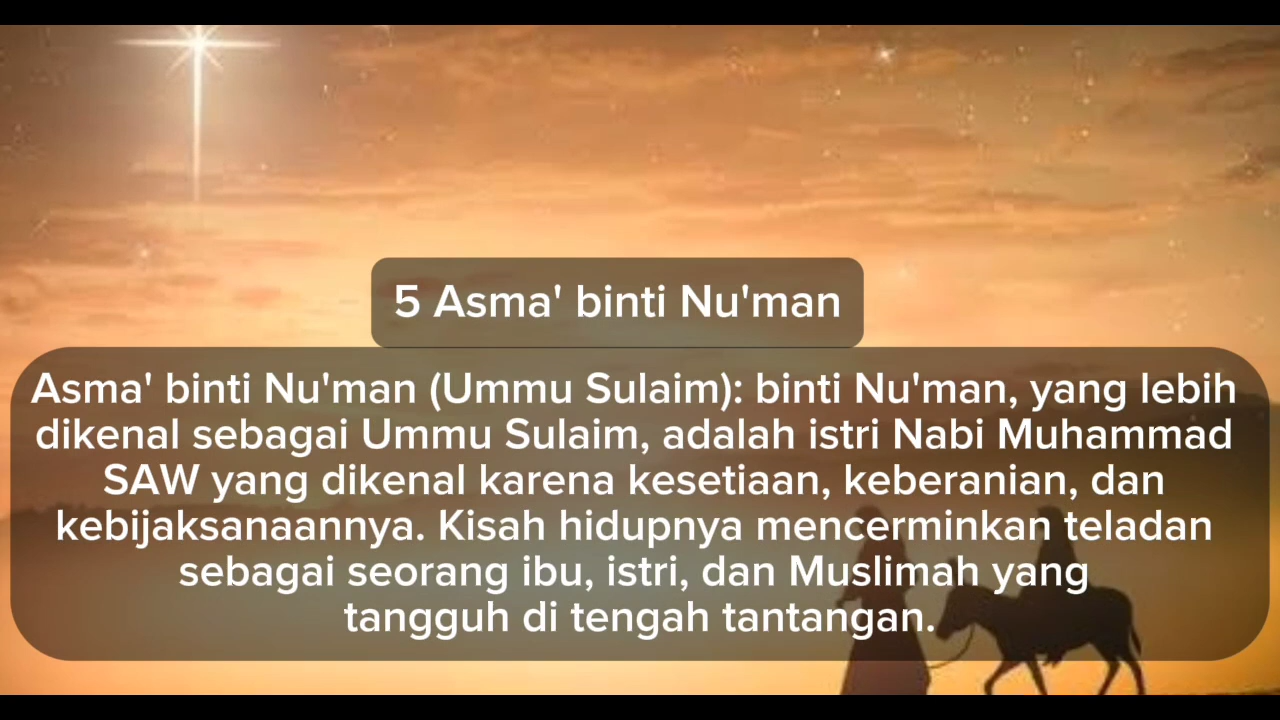 5 Asma' binti Nu'man
Asma' binti Nu'man (Ummu Sulaim): binti Nu'man, yang lebih
dikenal sebagai Ummu Sulaim, adalah istri Nabi Muhammad
SAW yang dikenal karena kesetiaan, keberanian, dan
kebijaksanaannya. Kisah hidupnya mencerminkan teladan
sebagai seorang ibu, istri, dan Muslimah yang
tangguh di tengah tantangan.